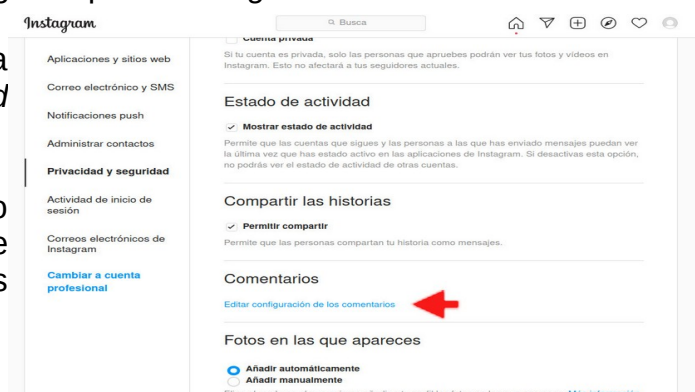 Instagram
Busca
Cuenta privada
Si tu cuenta es privada, solo las personas que apruebes podrán ver tus fotos y vídeos en
Instagram. Esto no afectará a tus seguidores actuales.
Aplicaciones y sitios web
Correo electrónico y SMS
Notificaciones push
Administrar contactos
Privacidad y seguridad
Actividad de inicio de
sesión
Correos electrónicos de
Instagram
Cambiar a cuenta
profesional
Estado de actividad
Mostrar estado de actividad
Permite que las cuentas que sigues y las personas a las que has enviado mensajes puedan ver
la última vez que has estado activo en las aplicaciones de Instagram. Si desactivas esta opción,
no podrás ver el estado de actividad de otras cuentas.
Compartir las historias
Permitir compartir
Permite que las personas compartan tu historia como mensajes.
Comentarios
Editar configuración de los comentarios
Fotos en las que apareces
Añadir automáticamente
Añadir manualmente